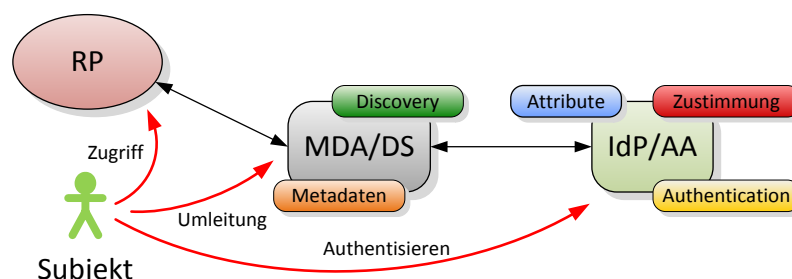 RP
Discovery
Attribute
Zustimmung
MDA/DS
IdP/AA
Zugriff
Metadaten
Authentication
Umleitung
Authentisieren
Subjekt